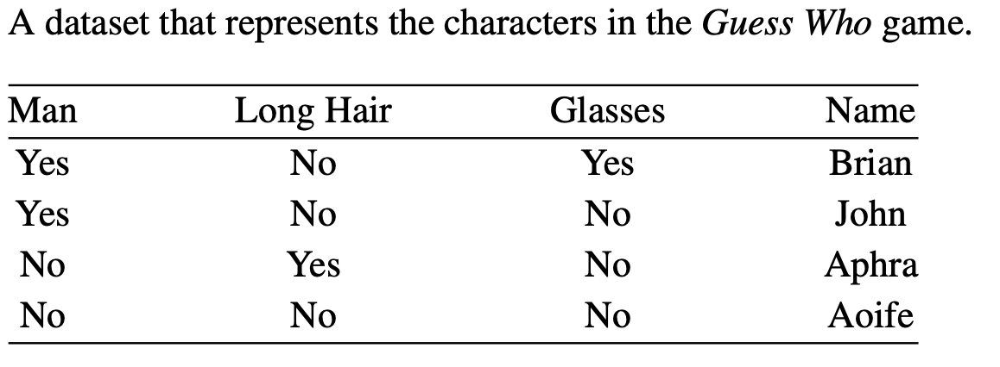 A dataset that represents the characters in the Guess Who game.
Man Long Hair Glasses Name
Yes No Yes Brian
Yes No No John
No Yes No Aphra
No No No Aoife